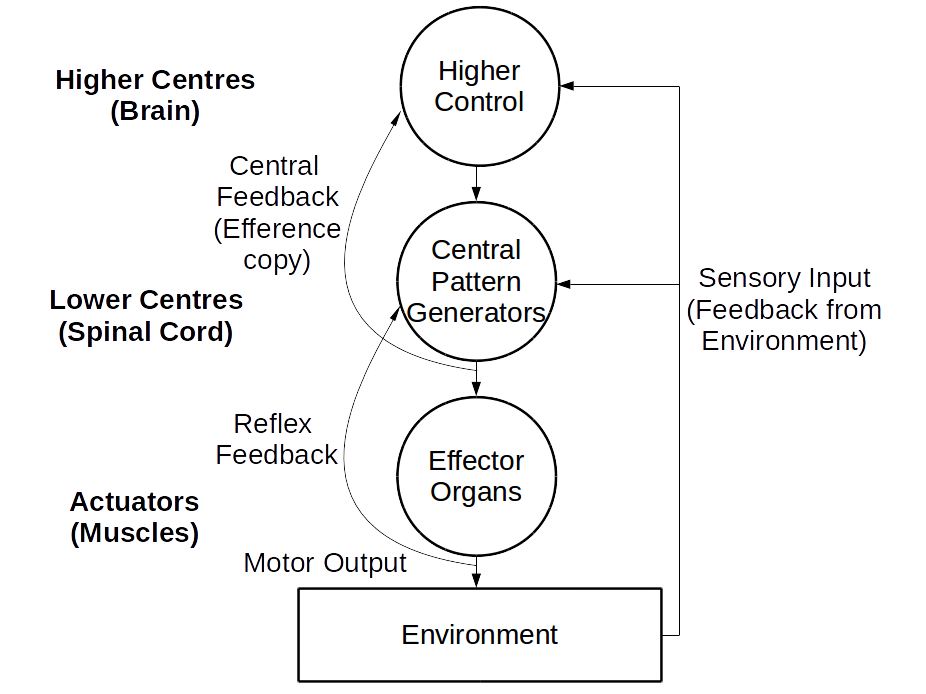 Higher
Control
Higher Centres
(Brain)
Central
Feedback
(Efference
copy)
Central
Pattern
Generators
Sensory Input
(Feedback from
Environment)
Lower Centres
(Spinal Cord)
Reflex
Feedback
Effector
Organs
Actuators
(Muscles)
Motor Output
Environment